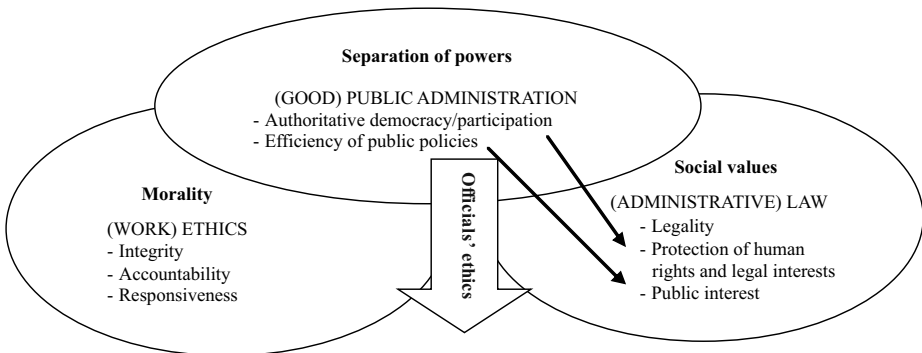 Separation of powers
(GOOD) PUBLIC ADMINISTRATION
- Authoritative democracy/participation
- Efficiency of public policies
Morality
(WORK) ETHICS
- Integrity
- Accountability
- Responsiveness
Officials' ethics
Social values
(ADMINISTRATIVE) LAW
- Legality
- Protection of human
rights and legal interests
- Public interest